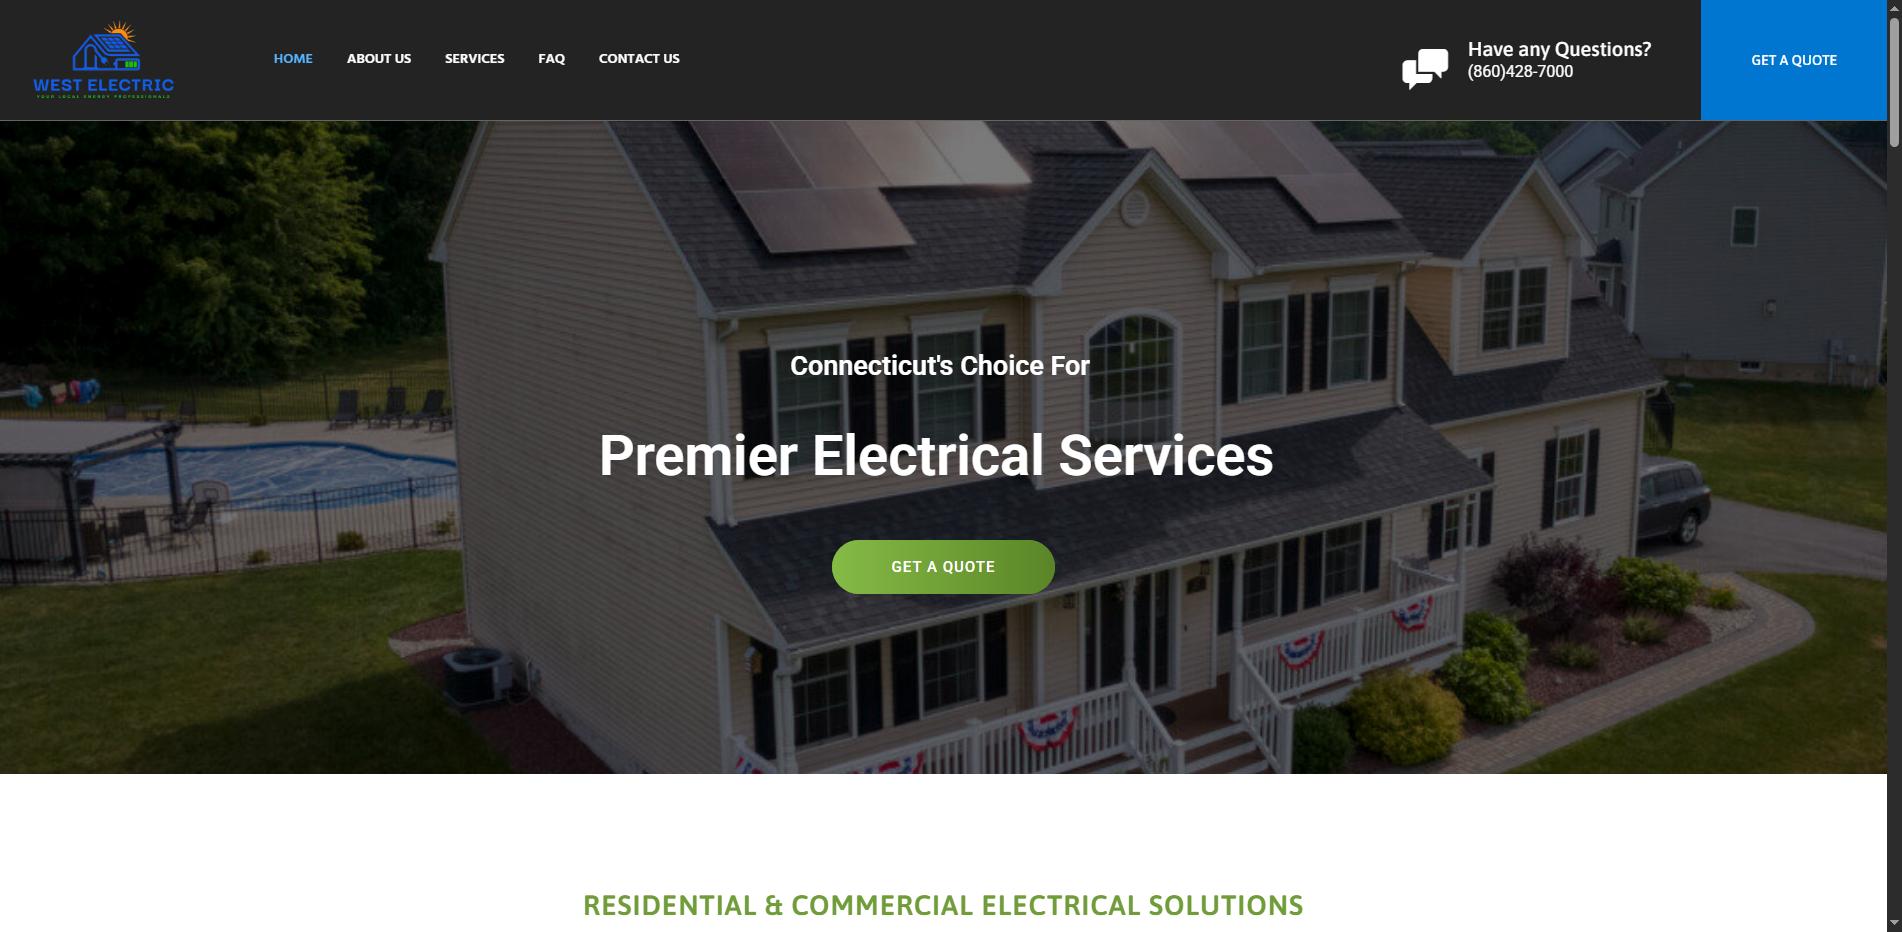 WEST ELECTRIC
YOUR LOCAL ENERGY PROFESSIONALS
HOME
ABOUT US
SERVICES
FAQ
CONTACT US
Have any Questions?
(860)428-7000
GET A QUOTE
Connecticut's Choice For
Premier Electrical Services
GET A QUOTE
RESIDENTIAL & COMMERCIAL ELECTRICAL SOLUTIONS